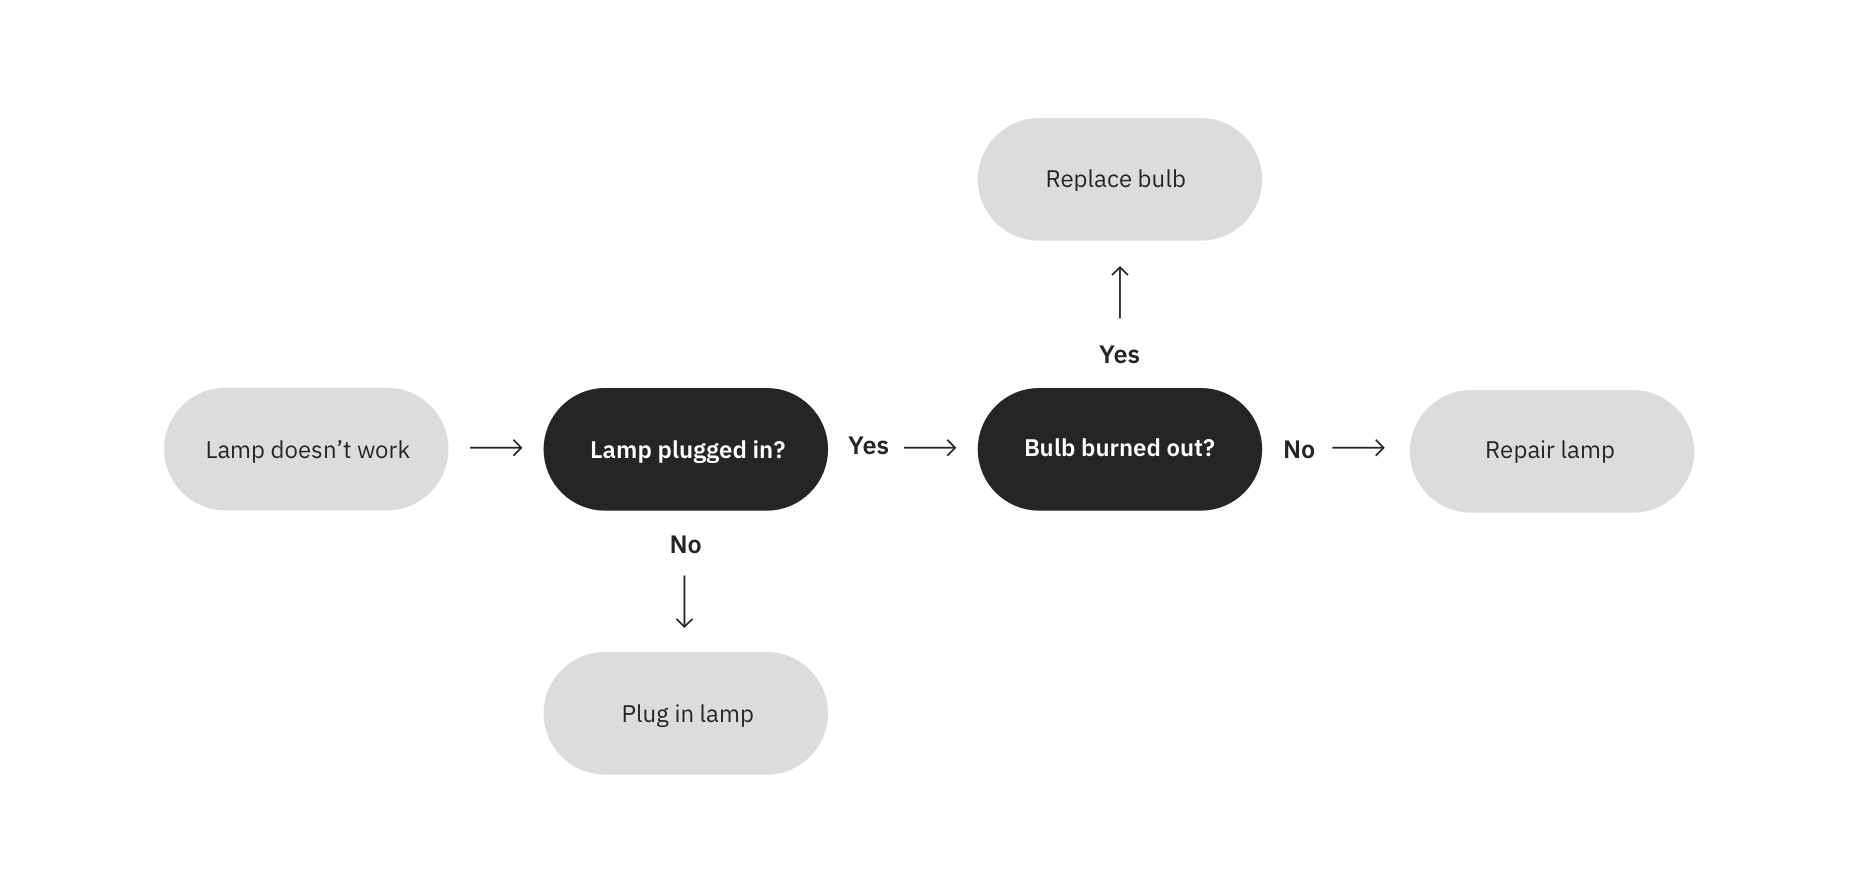 Replace bulb
Yes
Lamp doesn’t work
Lamp plugged in?
Yes
Bulb burned out?
No
Repair lamp
No
Plug in lamp